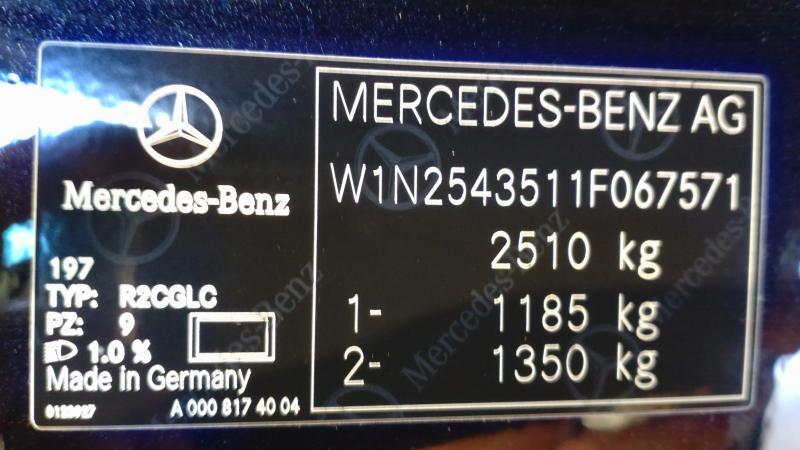 Mercedes-Benz
197
TYP: R2CGLC
PZ: 9
1.0 %
Made in Germany
A 000 817 40 04
MERCEDES-BENZ AG
W1N2543511F067571
2510 kg
1- 1185 kg
2- 1350 kg